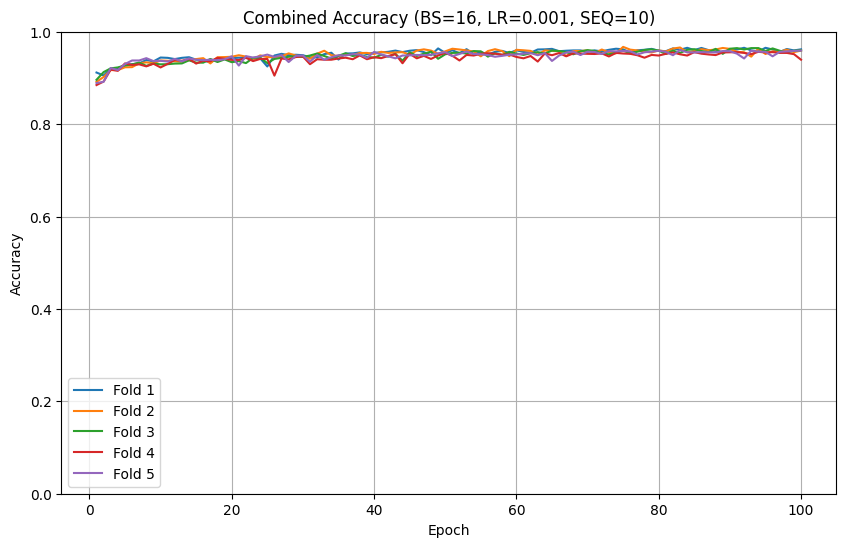 Combined Accuracy (BS=16, LR=0.001, SEQ=10)
1.0
0.8
0.6
0.4
0.2
0.0
Accuracy
Fold 1
Fold 2
Fold 3
Fold 4
Fold 5
0 20 40 60 80 100
Epoch